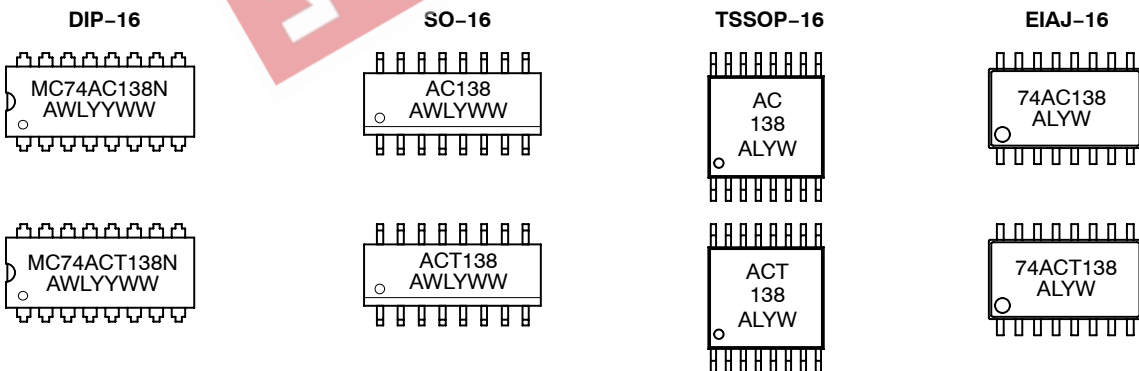 DIP−16
SO−16
TSSOP−16
EIAJ−16
MC74AC138N
AWLYYWW
AC138
AWLYWW
AC
138
ALYW
74AC138
ALYW
MC74ACT138N
AWLYYWW
ACT138
AWLYWW
ACT
138
ALYW
74ACT138
ALYW